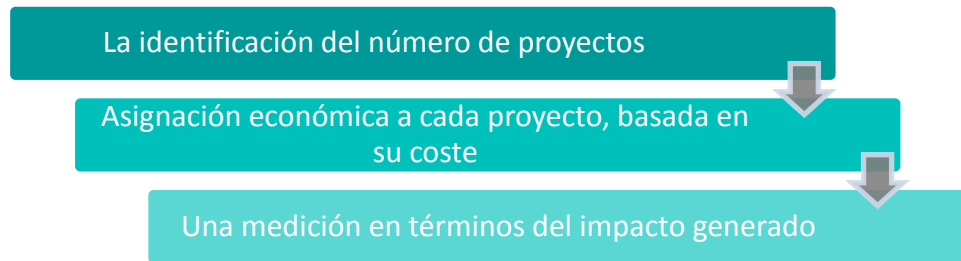 La identificación del número de proyectos
Asignación económica a cada proyecto, basada en
su coste
Una medición en términos del impacto generado